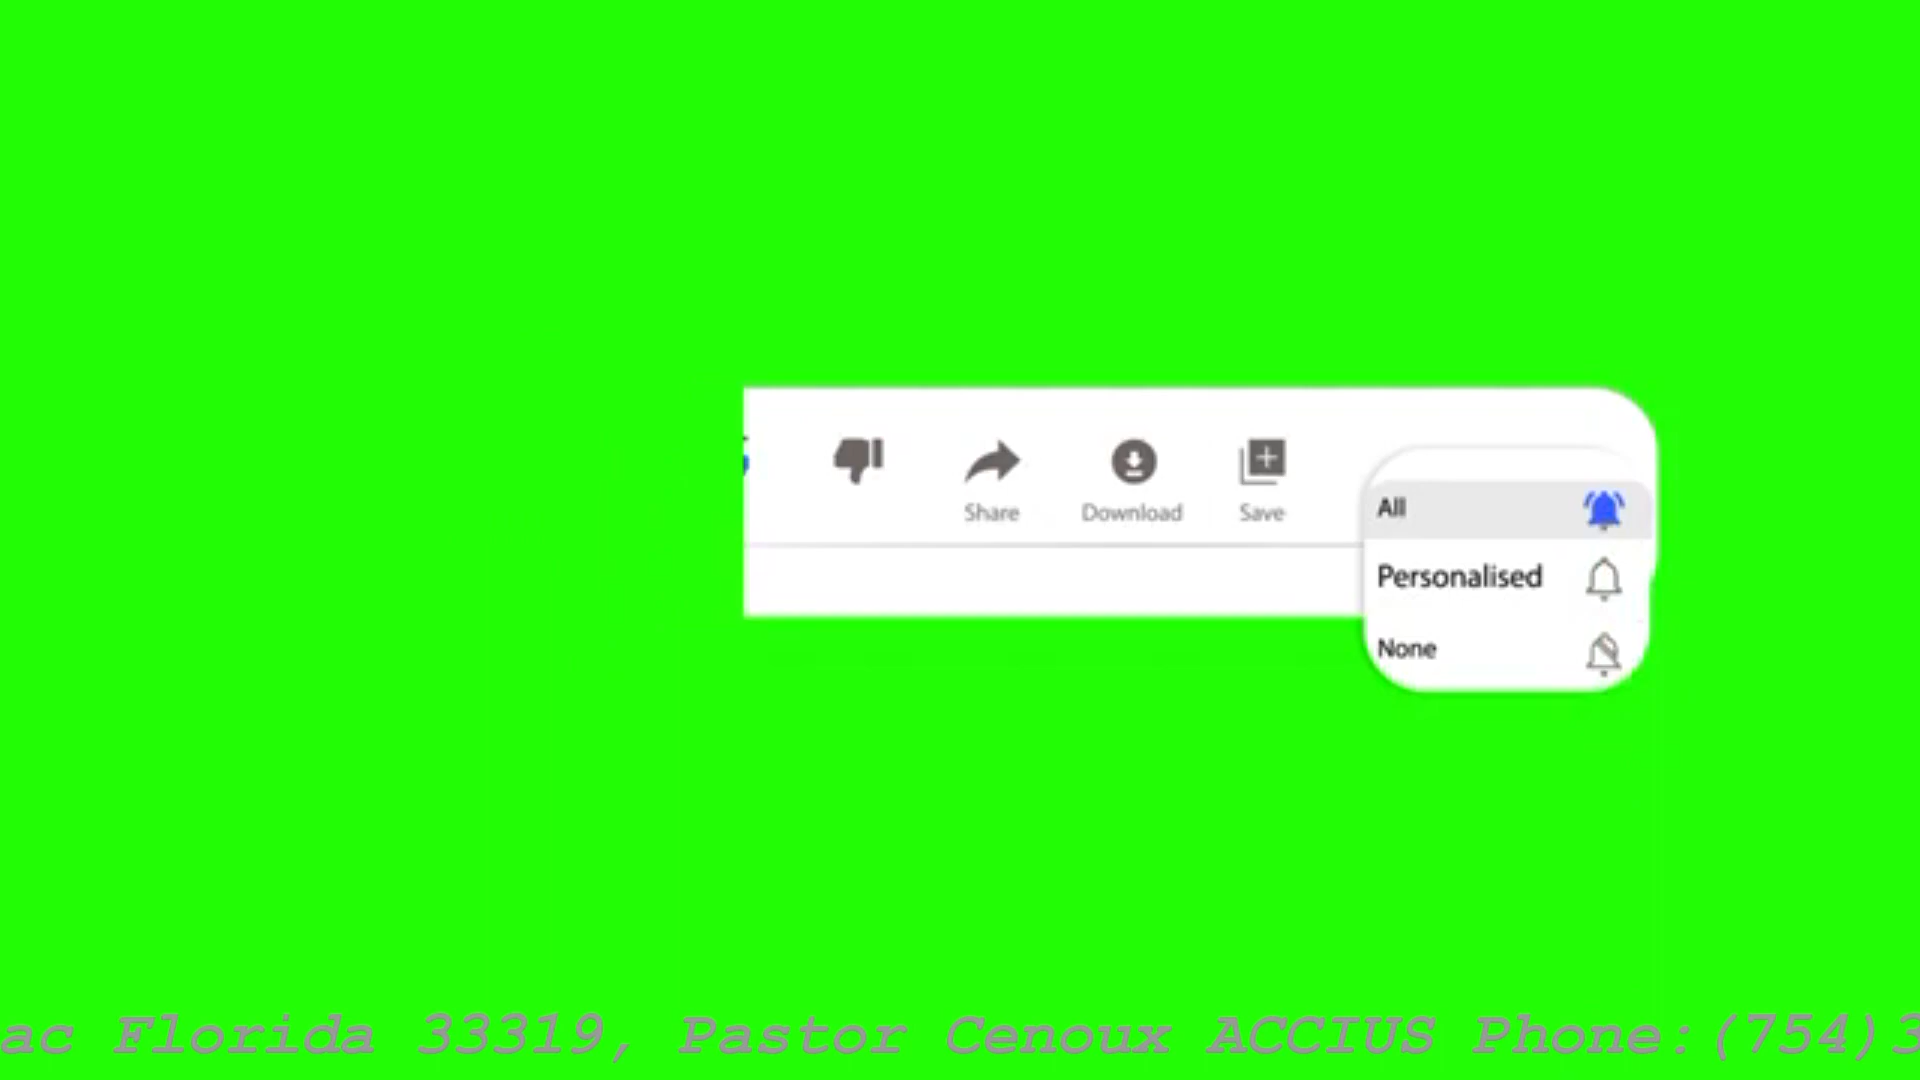 Share Download Save
All
Personalised
None
ac Florida 33319, Pastor Cenoux ACCIUS Phone:(754)3